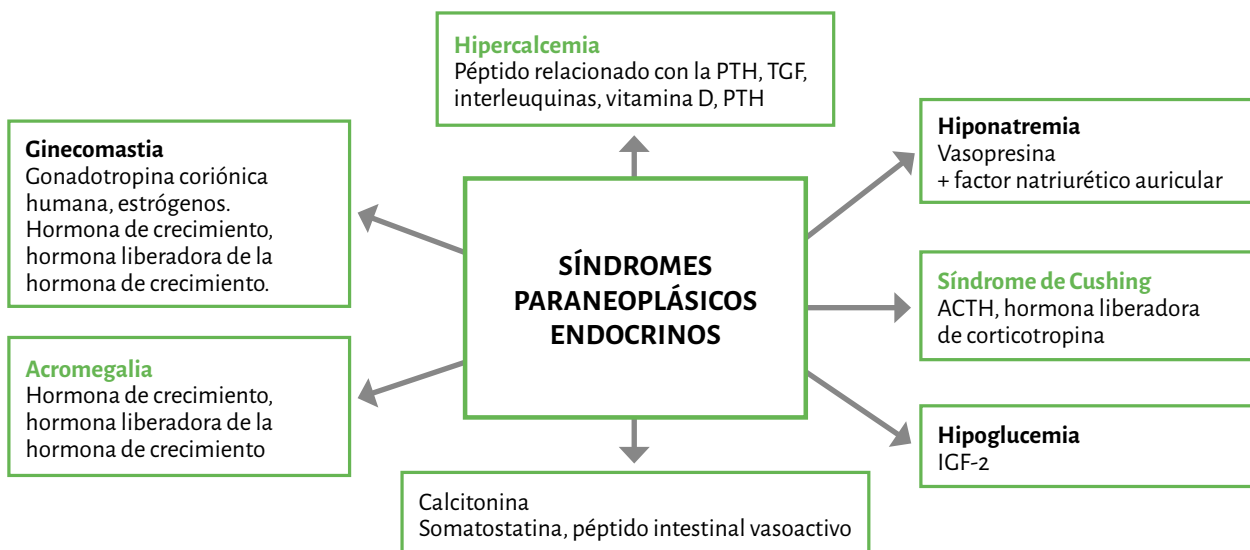 Hipercalcemia
Péptido relacionado con la PTH, TGF,
interleuquinas, vitamina D, PTH
Ginecomastia
Gonadotropina coriónica
humana, estrógenos.
Hormona de crecimiento,
hormona liberadora de la
hormona de crecimiento.
Hiponatremia
Vasopresina
+ factor natriurético auricular
SÍNDROMES
PARANEOPLÁSICOS
ENDOCRINOS
Síndrome de Cushing
ACTH, hormona liberadora
de corticotropina
Acromegalia
Hormona de crecimiento,
hormona liberadora de la
hormona de crecimiento
Hipoglucemia
IGF-2
Calcitonina
Somatostatina, péptido intestinal vasoactivo